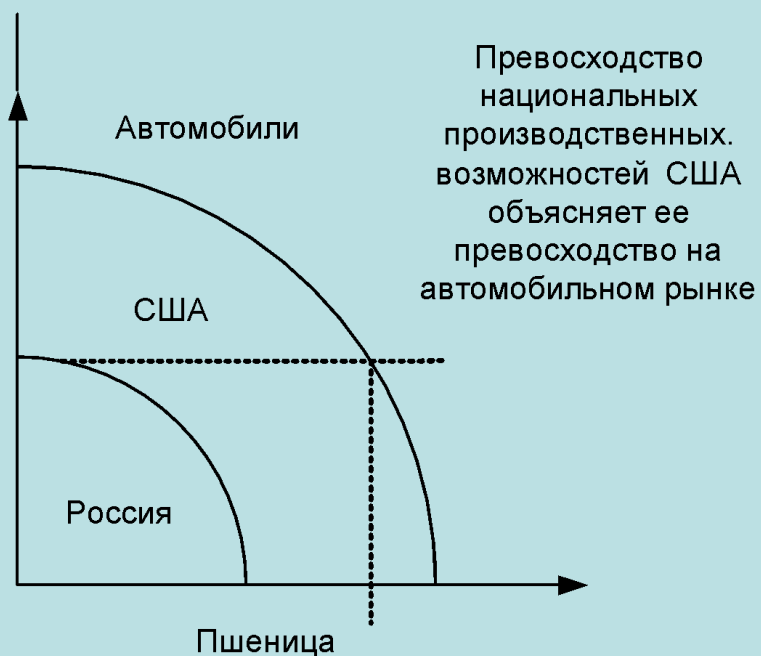 Автомобили
США
Россия
Пшеница
Превосходство
национальных
производственных.
возможностей США
объясняет ее
превосходство на
автомобильном рынке